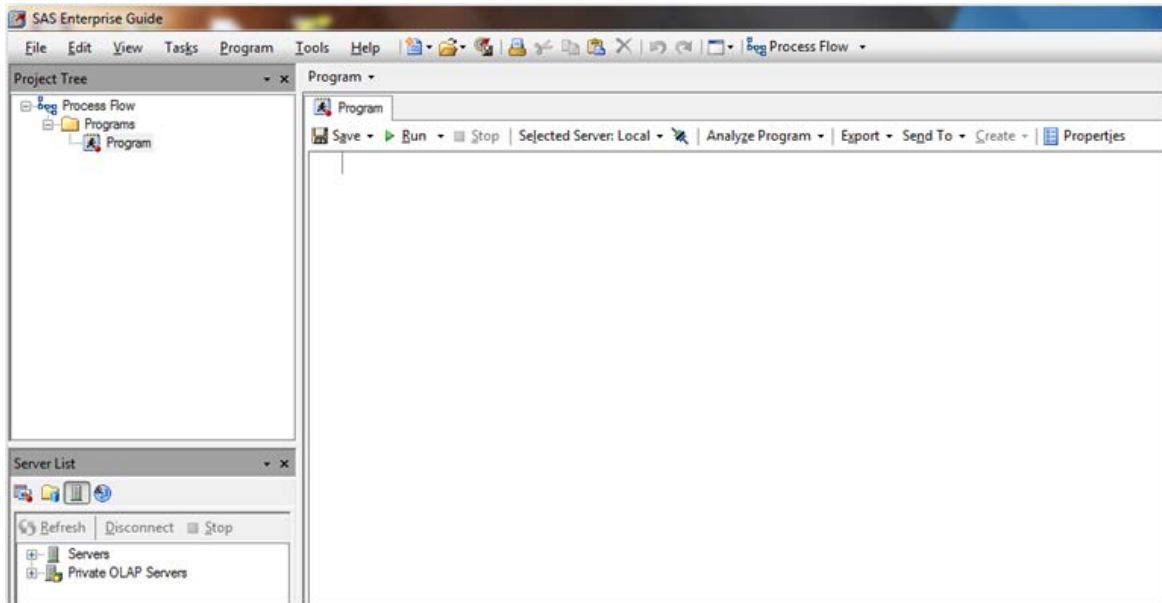 SAS Enterprise Guide
File Edit View Tasks Program Tools Help Process Flow
Project Tree
Process Flow
Programs
Program
Server List
Refresh Disconnect Stop
Servers
Private OLAP Servers
Program
Program
Save Run Stop Selected Server: Local Analyze Program Export Send To Create Properties